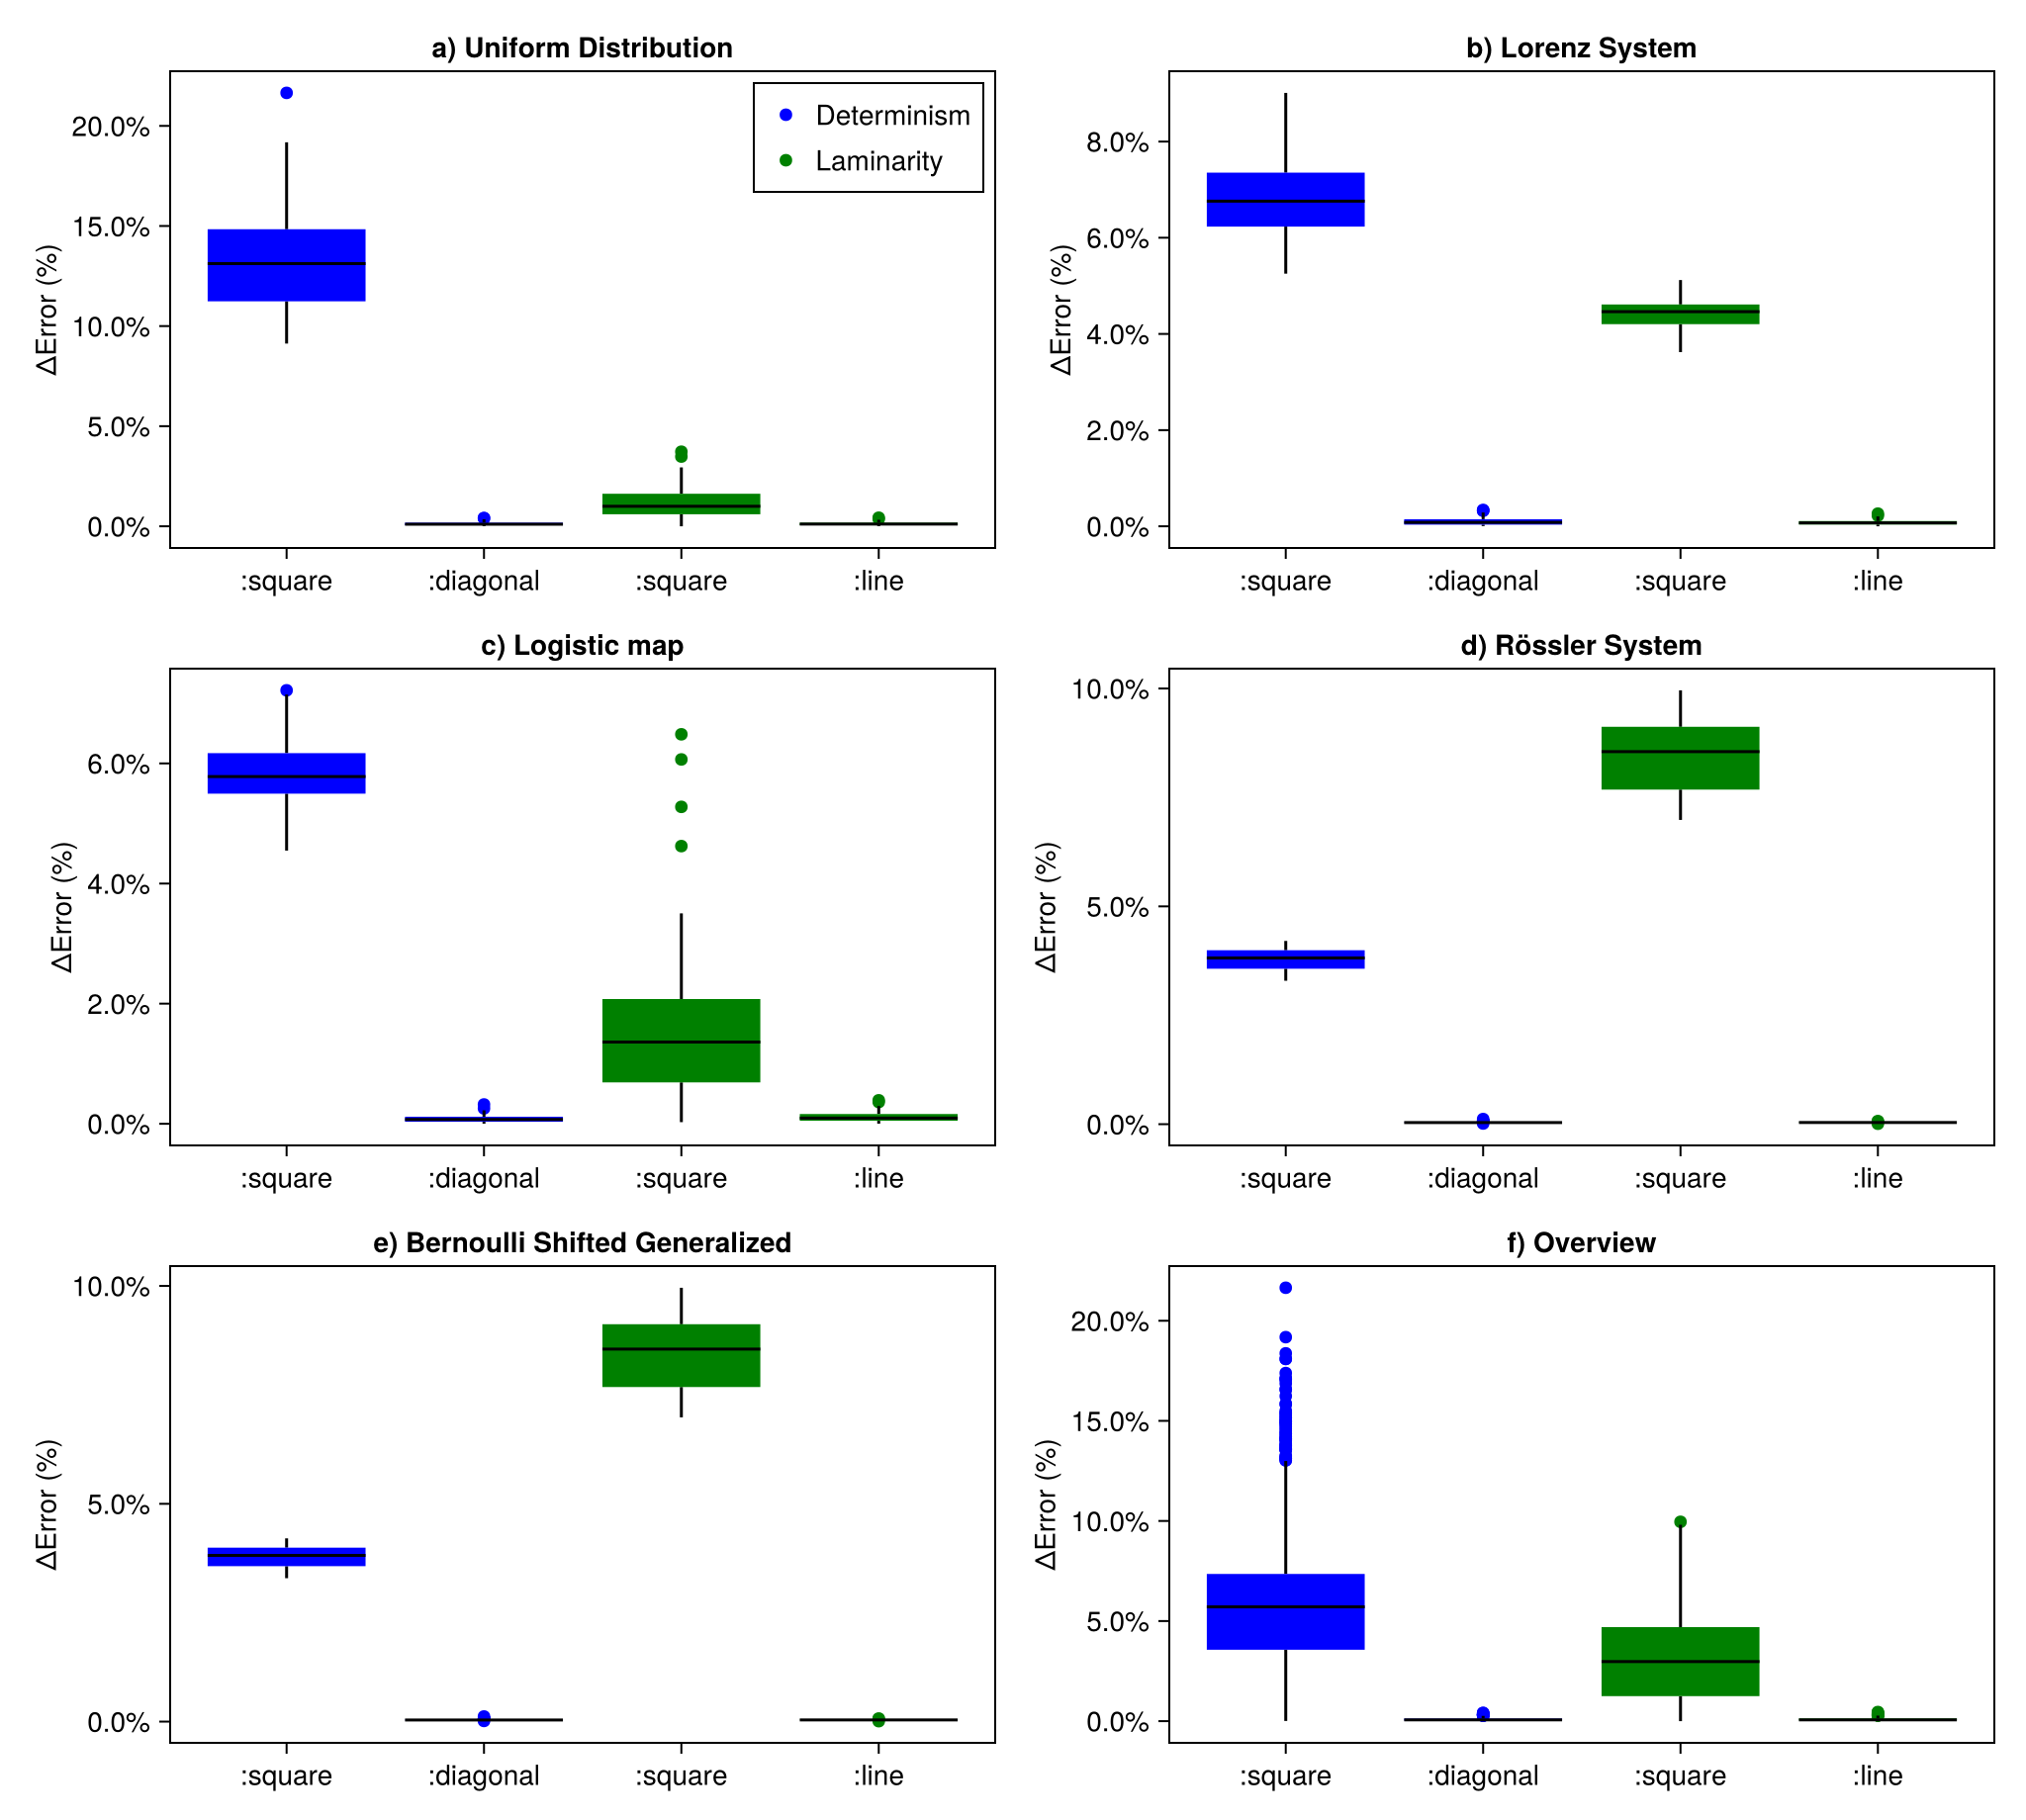 a) Uniform Distribution
ΔError (%)
20.0%
15.0%
10.0%
5.0%
0.0%
Determinism
Laminarity
:square
:diagonal
:square
:line
b) Lorenz System
ΔError (%)
8.0%
6.0%
4.0%
2.0%
0.0%
:square
:diagonal
:square
:line
c) Logistic map
ΔError (%)
6.0%
4.0%
2.0%
0.0%
:square
:diagonal
:square
:line
d) Rössler System
ΔError (%)
10.0%
5.0%
0.0%
:square
:diagonal
:square
:line
e) Bernoulli Shifted Generalized
ΔError (%)
10.0%
5.0%
0.0%
:square
:diagonal
:square
:line
f) Overview
ΔError (%)
20.0%
15.0%
10.0%
5.0%
0.0%
:square
:diagonal
:square
:line